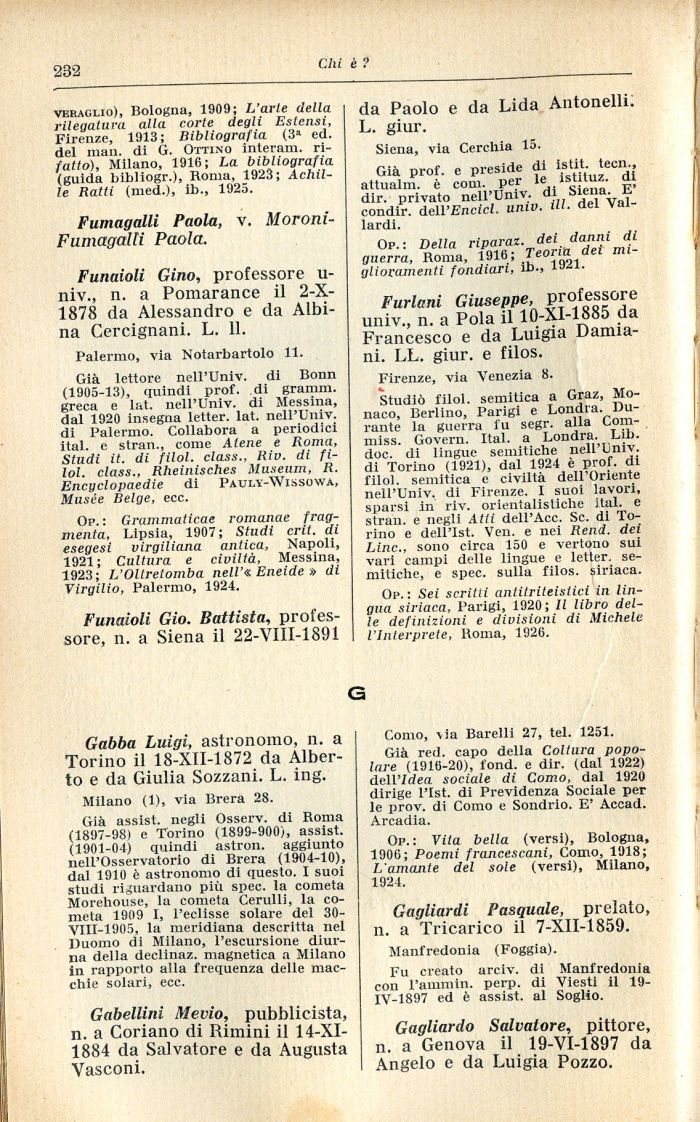 232
Chi è ?
VERAGLIO), Bologna, 1909; L'arte della
rilegatura alla corte degli Estensi,
Firenze, 1913; Bibliografia (3ª ed.
del man. di G. OTTINO interam. ri-
fatto), Milano, 1916; La bibliografia
(guida bibliogr.), Roma, 1923; Achil-
le Ratti (med.), ib., 1925.
Fumagalli Paola, v. Moroni-
Fumagalli Paola.
Funaioli Gino, professore u-
niv., n. a Pomarance il 2-X-
1878 da Alessandro e da Albi-
na Cercignani. L. ll.
Palermo, via Notarbartolo 11.
Già lettore nell'Univ. di Bonn
(1905-13), quindi prof. di gramm.
greca e lat. nell'Univ. di Messina,
dal 1920 insegna letter. lat. nell'Univ.
di Palermo. Collabora a periodici
ital. e stran., come Atene e Roma,
Studi it. di filol. class., Riv. di fi-
lol. class., Rheinisches Museum, R.
Encyclopaedie di PAULY-WISSOWA,
Musée Belge, ecc.
OP.: Grammaticae romanae frag-
menta, Lipsia, 1907; Studi crit. di
esegesi virgiliana antica, Napoli,
1921; Cultura e civiltà, Messina,
1923; L'Oltretomba nell'« Eneide » di
Virgilio, Palermo, 1924.
Funaioli Gio. Battista, profes-
sore, n. a Siena il 22-VIII-1891
da Paolo e da Lida Antonelli.
L. giur.
Siena, via Cerchia 15.
Già prof. e preside di istit. tecn.,
attualm. è com. per le istituz. di
dir. privato nell'Univ. di Siena. E'
condir. dell'Encicl. univ. ill. del Val-
lardi.
OP.: Della riparaz. dei danni di
guerra, Roma, 1916; Teoria dei mi-
glioramenti fondiari, ib., 1921.
Furlani Giuseppe, professore
univ., n. a Pola il 10-XI-1885 da
Francesco e da Luigia Damia-
ni. LL. giur. e filos.
Firenze, via Venezia 8.
Studiò filol. semitica a Graz, Mo-
naco, Berlino, Parigi e Londra. Du-
rante la guerra fu segr. alla Com-
miss. Govern. Ital. a Londra. Lib.
doc. di lingue semitiche nell'Univ.
di Torino (1921), dal 1924 è prof. di
filol. semitica e civiltà dell'Oriente
nell'Univ. di Firenze. I suoi lavori,
sparsi in riv. orientalistiche ital. e
stran. e negli Atti dell'Acc. Sc. di To-
rino e dell'Ist. Ven. e nei Rend. dei
Linc., sono circa 150 e vertono sui
vari campi delle lingue e letter. se-
mitiche, e spec. sulla filos. siriaca.
OP.: Sei scritti antitriteistici in lin-
gua siriaca, Parigi, 1920; Il libro del-
le definizioni e divisioni di Michele
l'Interprete, Roma, 1926.
G
Gabba Luigi, astronomo, n. a
Torino il 18-XII-1872 da Alber-
to e da Giulia Sozzani. L. ing.
Milano (1), via Brera 28.
Già assist. negli Osserv. di Roma
(1897-98) e Torino (1899-900), assist.
(1901-04) quindi astron. aggiunto
nell'Osservatorio di Brera (1904-10),
dal 1910 è astronomo di questo. I suoi
studi riguardano più spec. la cometa
Morehouse, la cometa Cerulli, la co-
meta 1909 I, l'eclisse solare del 30-
VIII-1905, la meridiana descritta nel
Duomo di Milano, l'escursione diur-
na della declinaz. magnetica a Milano
in rapporto alla frequenza delle mac-
chie solari, ecc.
Gabellini Mevio, pubblicista,
n. a Coriano di Rimini il 14-XI-
1884 da Salvatore e da Augusta
Vasconi.
Como, via Barelli 27, tel. 1251.
Già red. capo della Coltura popo-
lare (1916-20), fond. e dir. (dal 1922)
dell'Idea sociale di Como, dal 1920
dirige l'Ist. di Previdenza Sociale per
le prov. di Como e Sondrio. E' Accad.
Arcadia.
OP.: Vita bella (versi), Bologna,
1906; Poemi francescani, Como, 1918;
L'amante del sole (versi), Milano,
1924.
Gagliardi Pasquale, prelato,
n. a Tricarico il 7-XII-1859.
Manfredonia (Foggia).
Fu creato arciv. di Manfredonia
con l'ammin. perp. di Viesti il 19-
IV-1897 ed è assist. al Soglio.
Gagliardo Salvatore, pittore,
n. a Genova il 19-VI-1897 da
Angelo e da Luigia Pozzo.